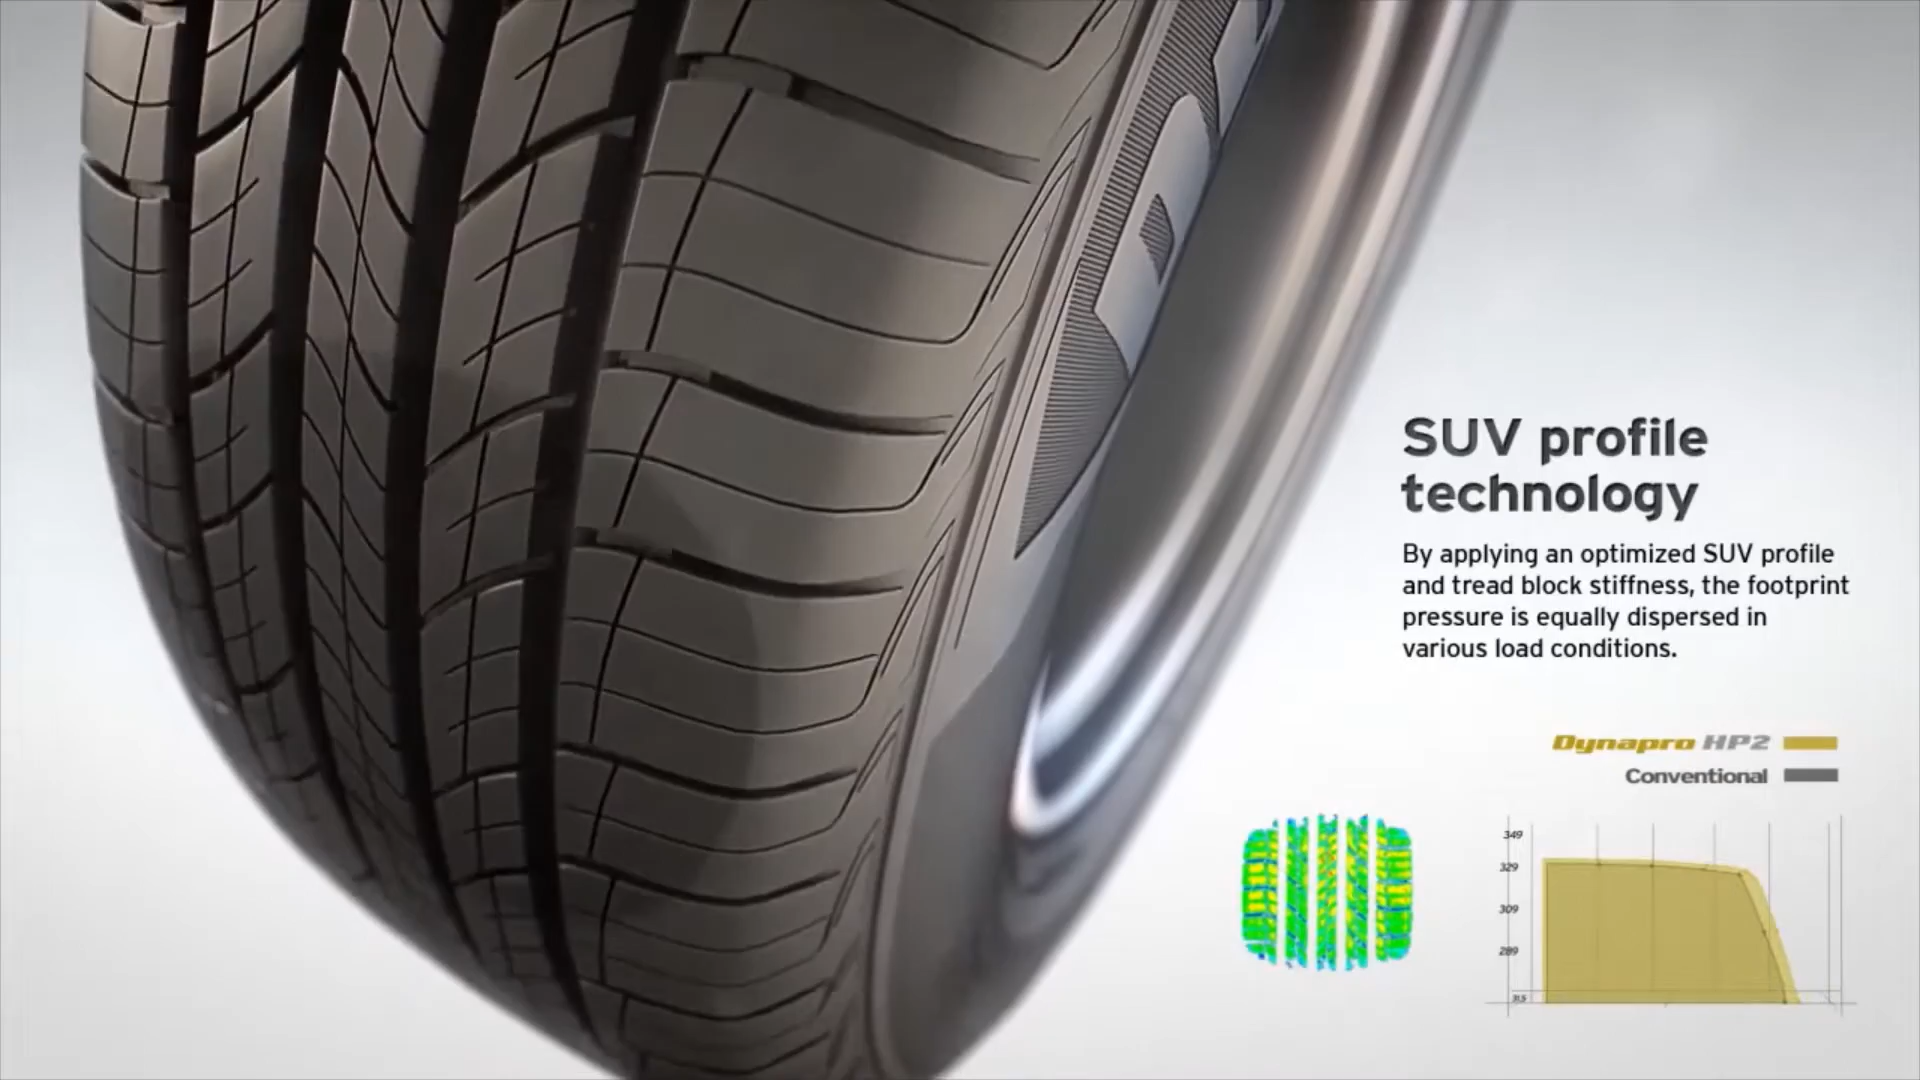 SUV profile
technology
By applying an optimized SUV profile
and tread block stiffness, the footprint
pressure is equally dispersed in
various load conditions.
Dynapro HP2
Conventional
349
329
309
289